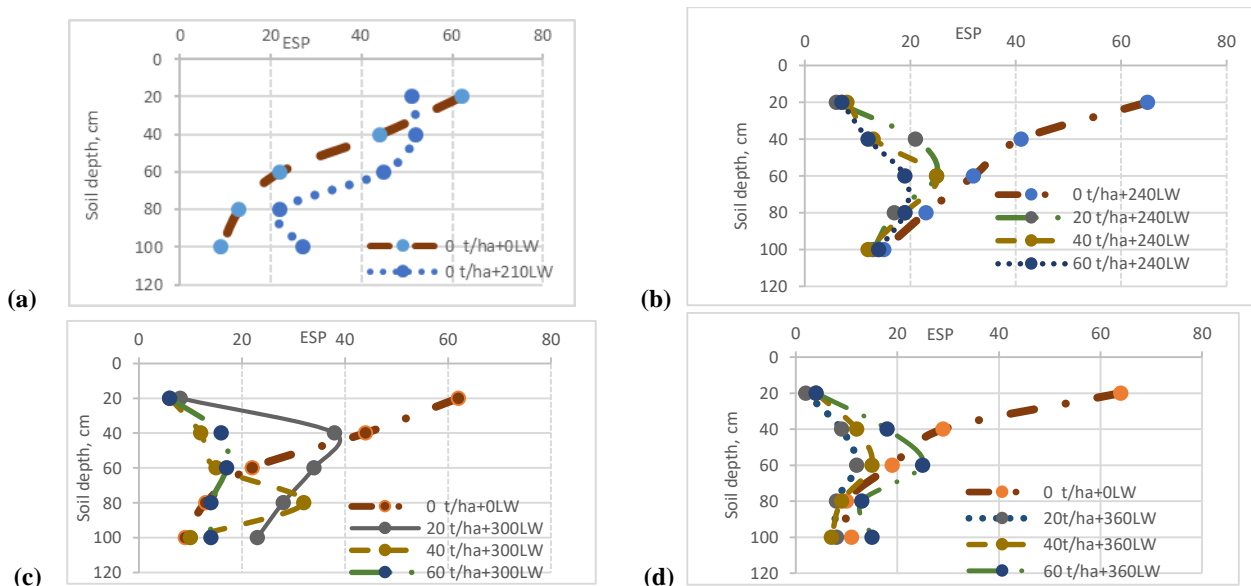 0 20 40 60 80
ESP
0
20
40
60
80
100
120
Soil depth, cm
0 t/ha+0LW
0 t/ha+210LW
(a)
0 20 40 60 80
ESP
0
20
40
60
80
100
120
Soil depth, cm
0 t/ha+240LW
20 t/ha+240LW
40 t/ha+240LW
60 t/ha+240LW
(b)
0 20 40 60 80
ESP
0
20
40
60
80
100
120
Soil depth, cm
0 t/ha+0LW
20 t/ha+300LW
40 t/ha+300LW
60 t/ha+300LW
(c)
0 20 40 60 80
ESP
0
20
40
60
80
100
120
Soil depth, cm
0 t/ha+0LW
20t/ha+360LW
40t/ha+360LW
60 t/ha+360LW
(d)